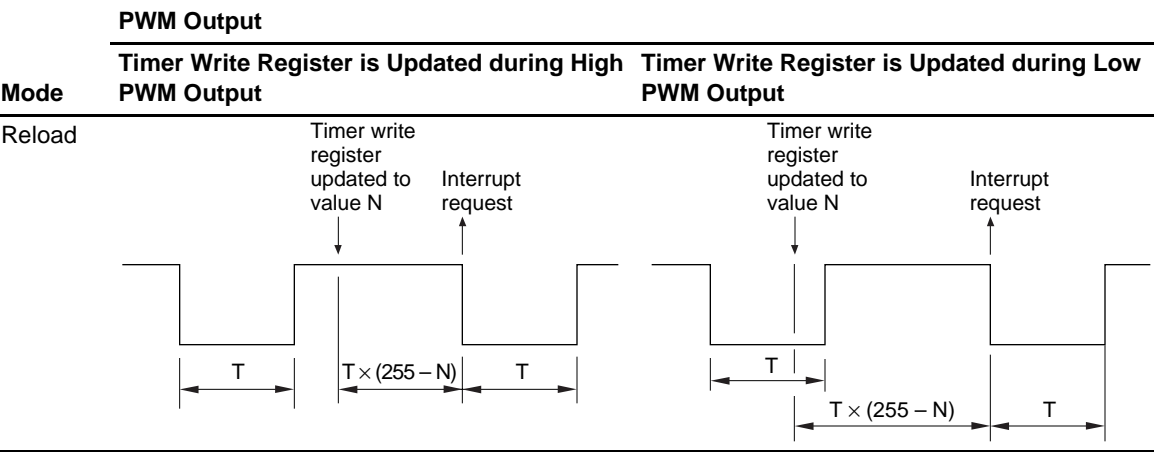 PWM Output
Mode
Timer Write Register is Updated during High
PWM Output
Timer Write Register is Updated during Low
PWM Output
Reload
Timer write
register
updated to
value N
Interrupt
request
T
T × (255 – N)
T
Timer write
register
updated to
value N
Interrupt
request
T
T × (255 – N)
T